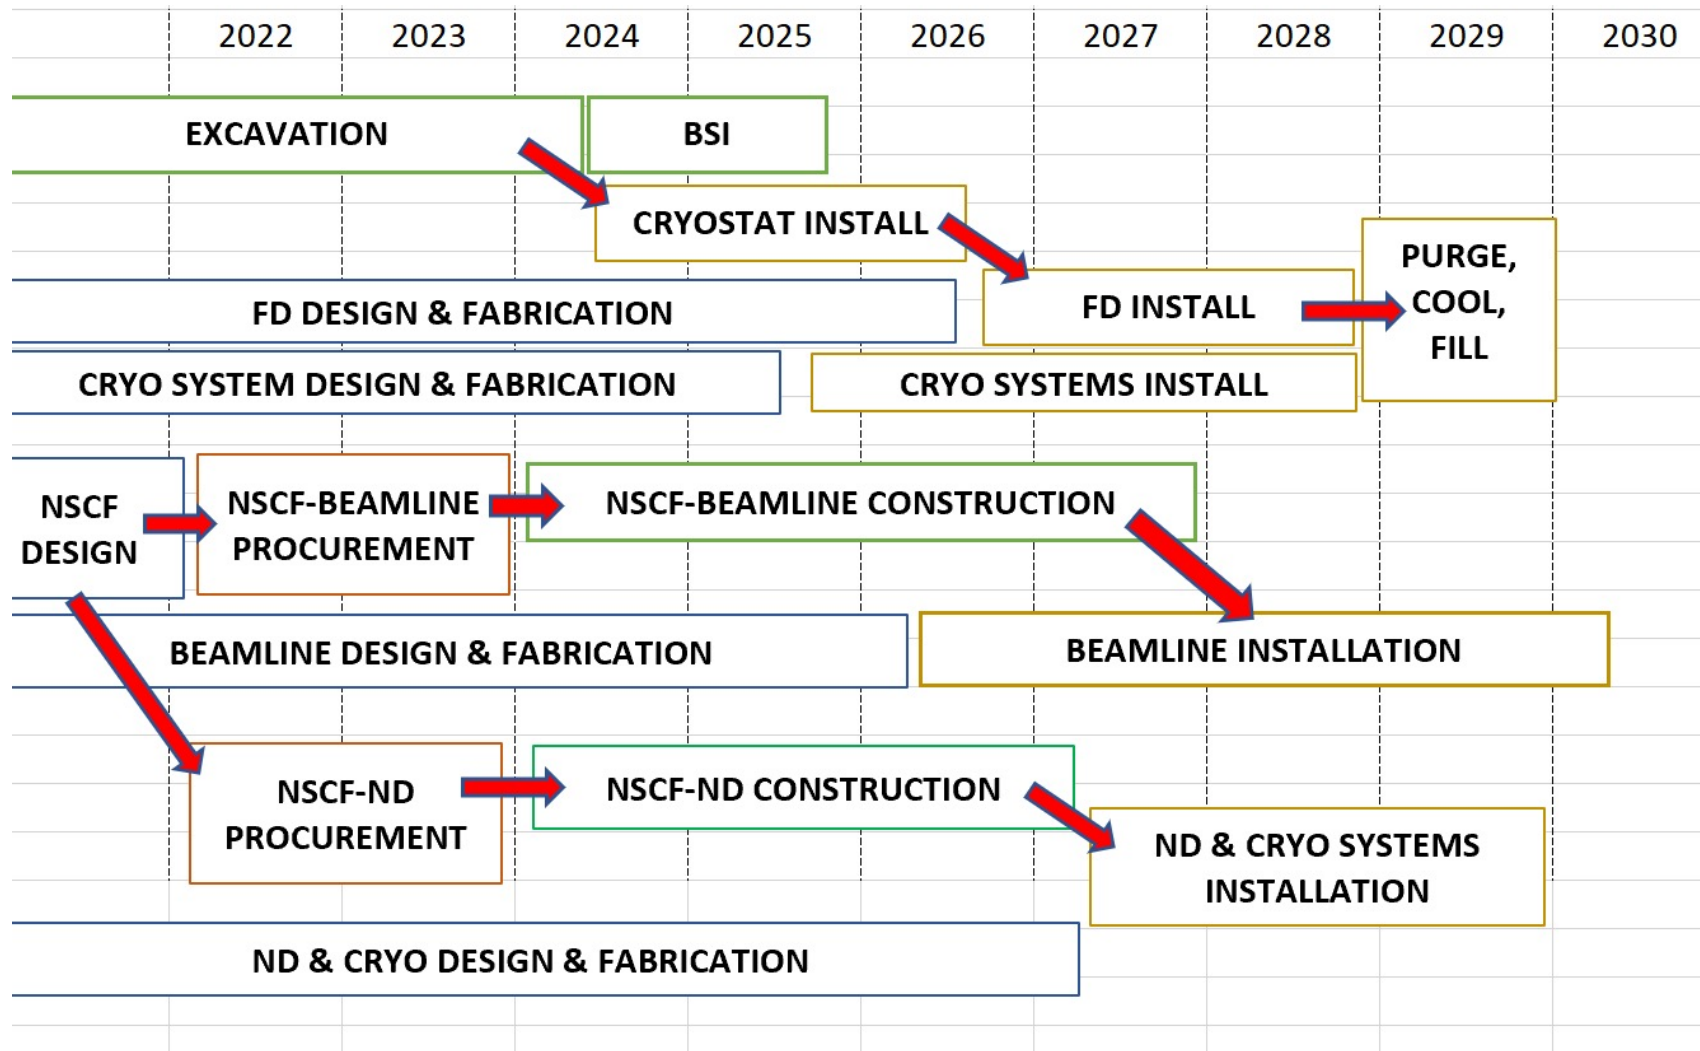 2022 2023 2024 2025 2026 2027 2028 2029 2030
EXCAVATION
BSI
CRYOSTAT INSTALL
PURGE,
COOL,
FILL
FD DESIGN & FABRICATION
FD INSTALL
CRYO SYSTEM DESIGN & FABRICATION
CRYO SYSTEMS INSTALL
NSCF
DESIGN
NSCF-BEAMLINE
PROCUREMENT
NSCF-BEAMLINE CONSTRUCTION
BEAMLINE DESIGN & FABRICATION
BEAMLINE INSTALLATION
NSCF-ND
PROCUREMENT
NSCF-ND CONSTRUCTION
ND & CRYO SYSTEMS
INSTALLATION
ND & CRYO DESIGN & FABRICATION